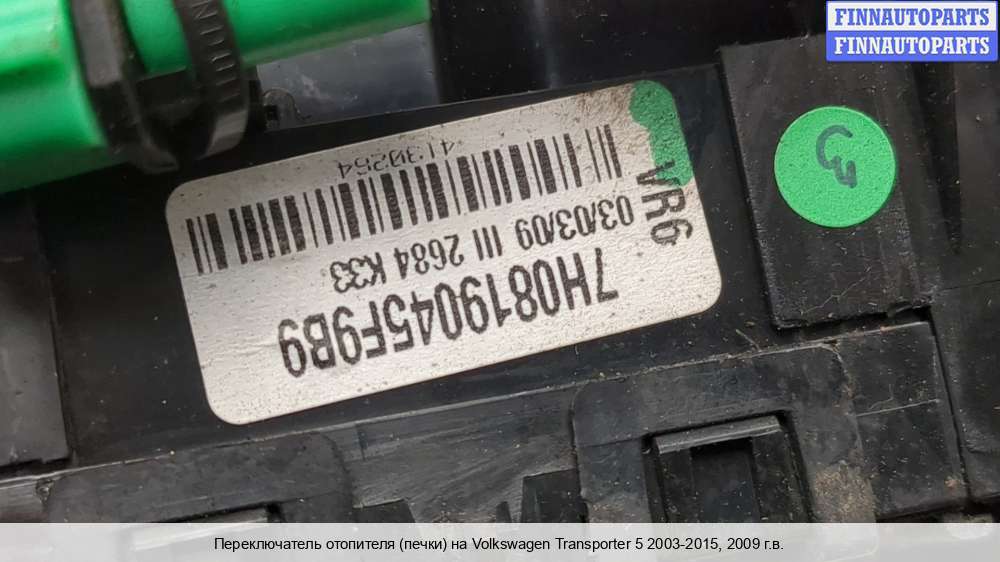 FINNAUTOPARTS
FINNAUTOPARTS
7H0819045F9B9
03/03/09 III 2684 K33
VR6
4130264
Переключатель отопителя (печки) на Volkswagen Transporter 5 2003-2015, 2009 г.в.